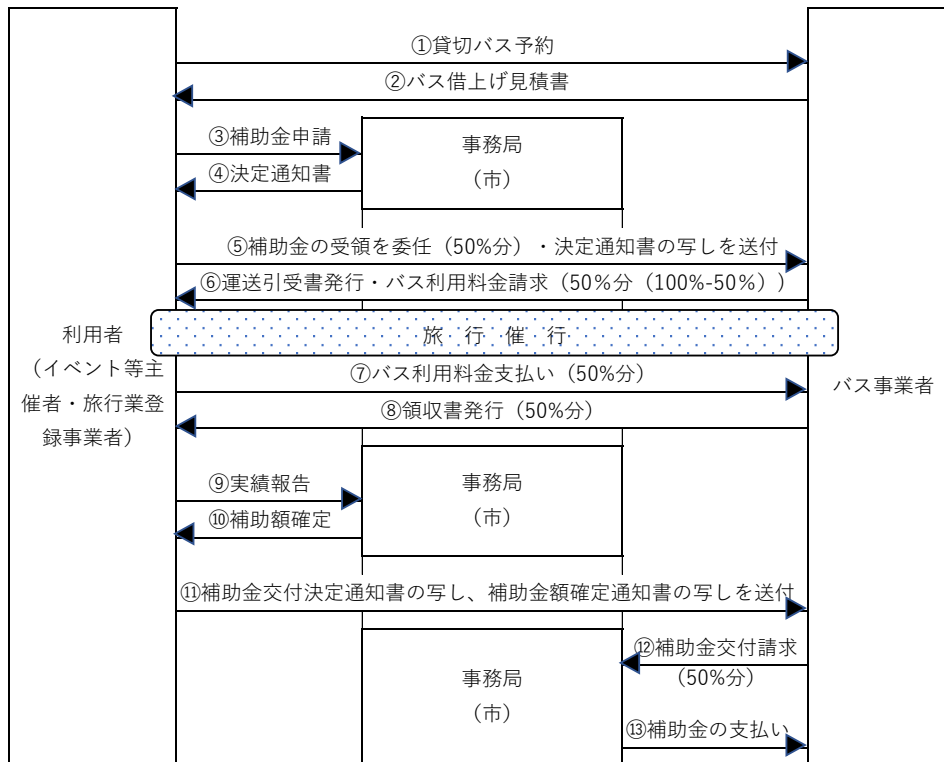 ①貸切バス予約
②バス借上げ見積書
③補助金申請
事務局
（市）
④決定通知書
⑤補助金の受領を委任（50%分）・決定通知書の写しを送付
⑥運送引受書発行・バス利用料金請求（50％分（100%-50％））
旅　行　催　行
利用者
（イベント等主
催者・旅行業登
録事業者）
バス事業者
⑦バス利用料金支払い（50%分）
⑧領収書発行（50%分）
⑨実績報告
事務局
（市）
⑩補助額確定
⑪補助金交付決定通知書の写し、補助金額確定通知書の写しを送付
⑫補助金交付請求
（50%分）
事務局
（市）
⑬補助金の支払い